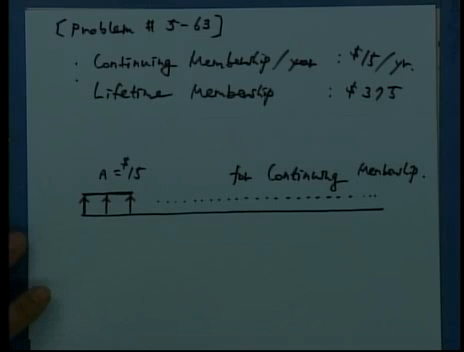 [Problem # 5-63]
Continuing Membership/year : $15/yr.
Lifetime Membership : $375
A = $15 for Continuing Membership.